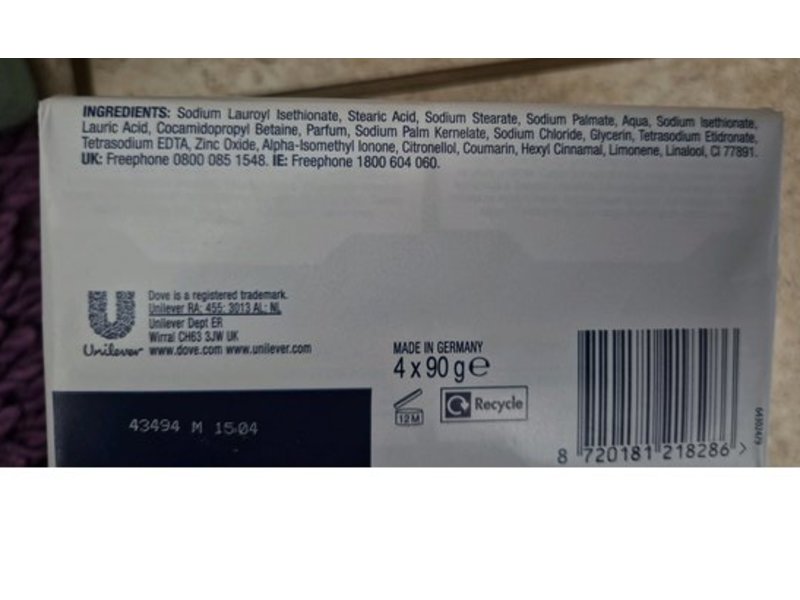 INGREDIENTS: Sodium Lauroyl Isethionate, Stearic Acid, Sodium Stearate, Sodium Palmate, Aqua, Sodium Isethionate,
Lauric Acid, Cocamidopropyl Betaine, Parfum, Sodium Palm Kernelate, Sodium Chloride, Glycerin, Tetrasodium Etidronate,
Tetrasodium EDTA, Zinc Oxide, Alpha-Isomethyl Ionone, Citronellol, Coumarin, Hexyl Cinnamal, Limonene, Linalool, CI 77891.
UK: Freephone 0800 085 1548. IE: Freephone 1800 604 060.
Dove is a registered trademark.
Unilever RA: 455: 3013 AL: NL
Unilever Dept ER
Wirral CH63 3JW UK
Unilever www.dove.com www.unilever.com
MADE IN GERMANY
4 x 90 g e
12M
Recycle
43494 M 15:04
8 720181 218286 >